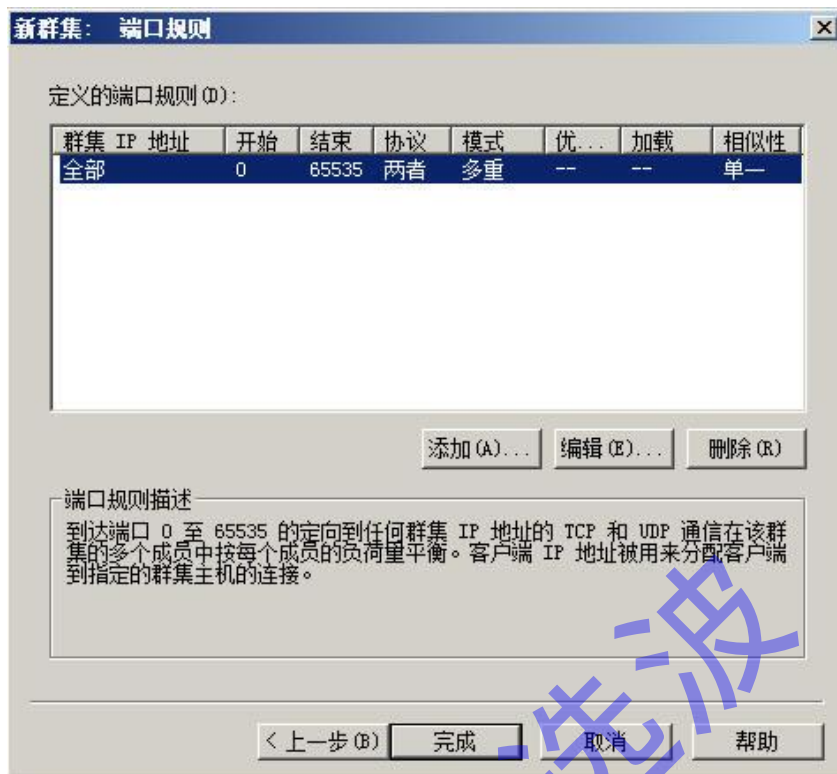 新群集: 端口规则
定义的端口规则(D):
群集 IP 地址 开始 结束 协议 模式 优... 加载 相似性
全部 0 65535 两者 多重 -- -- 单一
添加(A)... 编辑(E)... 删除(R)
端口规则描述
到达端口 0 至 65535 的定向到任何群集 IP 地址的 TCP 和 UDP 通信在该群
集的多个成员中按每个成员的负荷量平衡。客户端 IP 地址被用来分配客户端
到指定的群集主机的连接。
< 上一步(B) 完成 取消 帮助
波